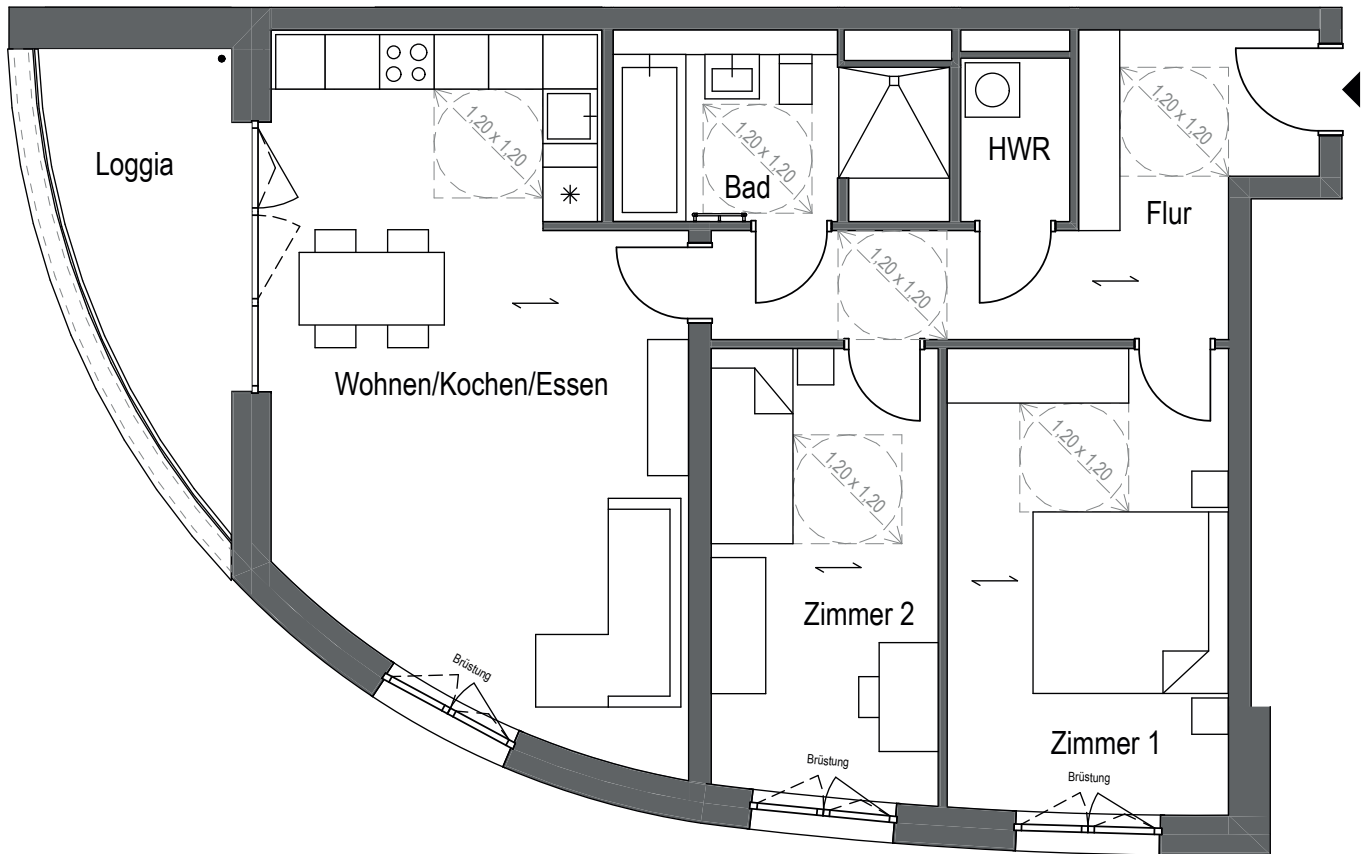 1,20 x 1,20
1,20 x 1,20
1,20 x 1,20
Loggia
HWR
Bad
Flur
1,20 x 1,20
Wohnen/Kochen/Essen
1,20 x 1,20
1,20 x 1,20
Zimmer 2
Brüstung
Zimmer 1
Brüstung
Brüstung